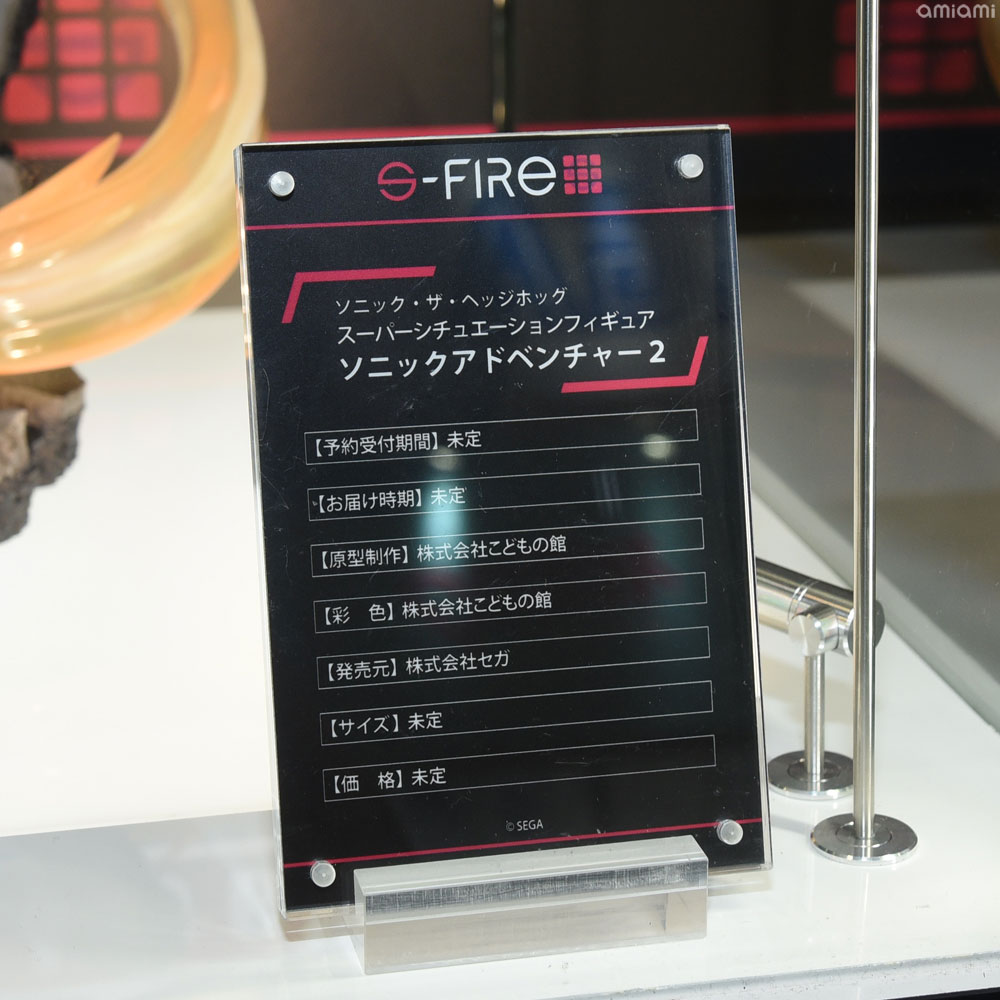 amiami
S-FIRE
ソニック・ザ・ヘッジホッグ
スーパーシチュエーションフィギュア
ソニックアドベンチャー2
【予約受付期間】未定
【お届け時期】未定
【原型制作】株式会社こどもの館
【彩　色】株式会社こどもの館
【発売元】株式会社セガ
【サイズ】未定
【価　格】未定
© SEGA